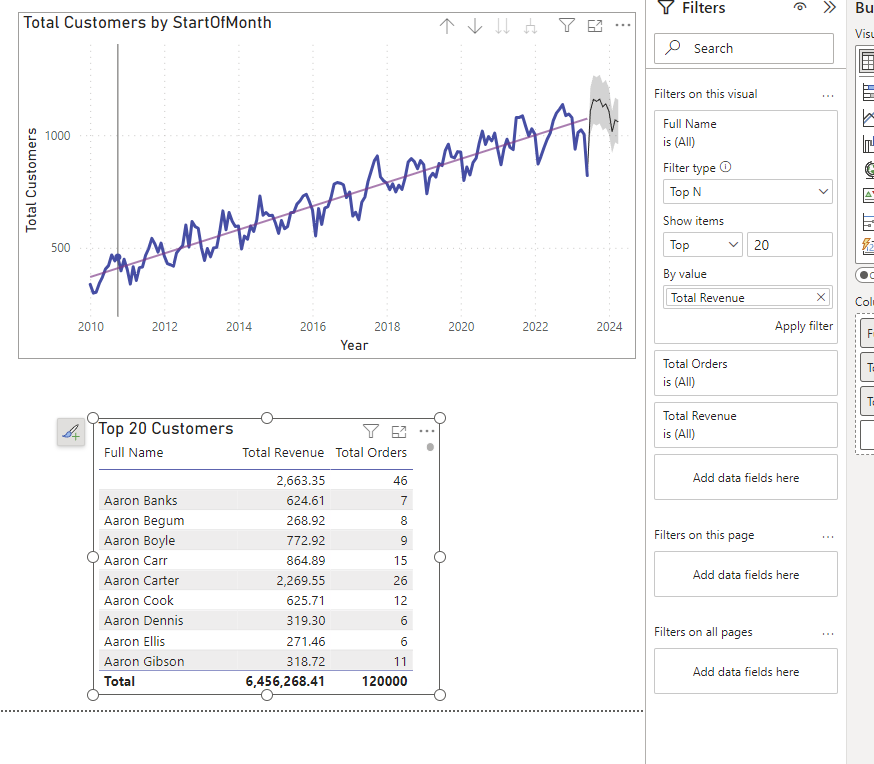 Total Customers by StartOfMonth
Total Customers
1000
500
2010 2012 2014 2016 2018 2020 2022 2024
Year
Top 20 Customers
Full Name Total Revenue Total Orders
2,663.35 46
Aaron Banks 624.61 7
Aaron Begum 268.92 8
Aaron Boyle 772.92 9
Aaron Carr 864.89 15
Aaron Carter 2,269.55 26
Aaron Cook 625.71 12
Aaron Dennis 319.30 6
Aaron Ellis 271.46 6
Aaron Gibson 318.72 11
Total 6,456,268.41 120000
Filters
Search
Filters on this visual
Full Name
is (All)
Filter type
Top N
Show items
Top 20
By value
Total Revenue
Apply filter
Total Orders
is (All)
Total Revenue
is (All)
Add data fields here
Filters on this page
Add data fields here
Filters on all pages
Add data fields here